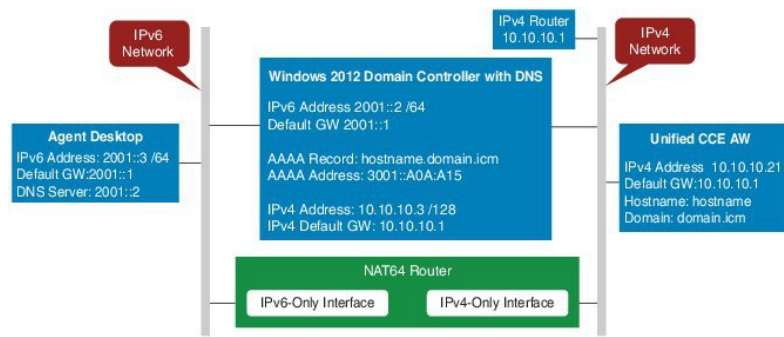 IPv6
Network
IPv4 Router
10.10.10.1
IPv4
Network
Windows 2012 Domain Controller with DNS
IPv6 Address 2001::2 /64
Default GW 2001::1
AAAA Record: hostname.domain.icm
AAAA Address: 3001::A0A:A15
IPv4 Address: 10.10.10.3 /128
IPv4 Default GW: 10.10.10.1
Agent Desktop
IPv6 Address: 2001::3 /64
Default GW:2001::1
DNS Server: 2001::2
Unified CCE AW
IPv4 Address 10.10.10.21
Default GW:10.10.10.1
Hostname: hostname
Domain: domain.icm
NAT64 Router
IPv6-Only Interface
IPv4-Only Interface